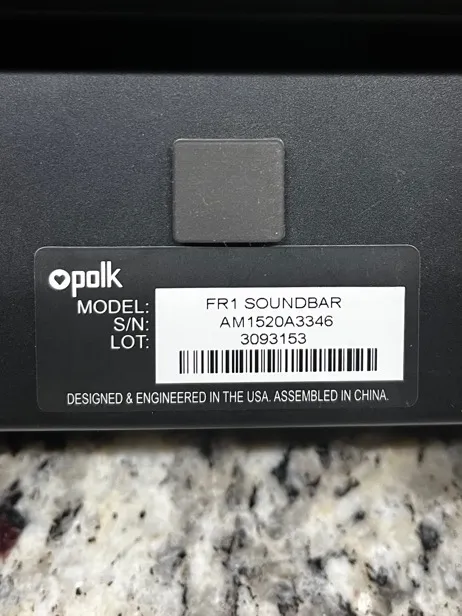 polk
MODEL: FR1 SOUNDBAR
S/N: AM1520A3346
LOT: 3093153
DESIGNED & ENGINEERED IN THE USA. ASSEMBLED IN CHINA.